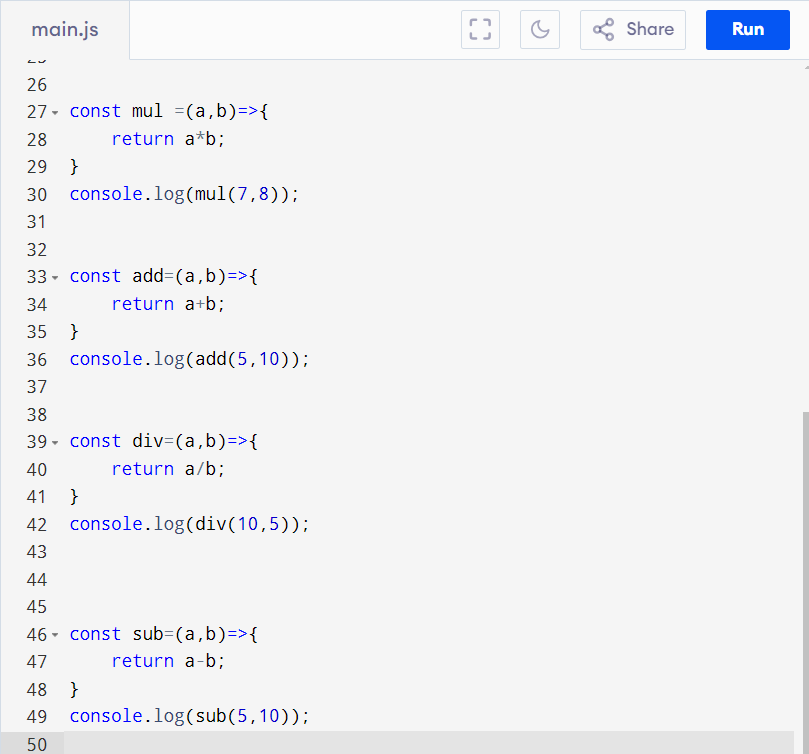 main.js
Share
Run
26
27 const mul =(a,b)=>{
28     return a*b;
29 }
30 console.log(mul(7,8));
31
32
33 const add=(a,b)=>{
34     return a+b;
35 }
36 console.log(add(5,10));
37
38
39 const div=(a,b)=>{
40     return a/b;
41 }
42 console.log(div(10,5));
43
44
45
46 const sub=(a,b)=>{
47     return a-b;
48 }
49 console.log(sub(5,10));
50